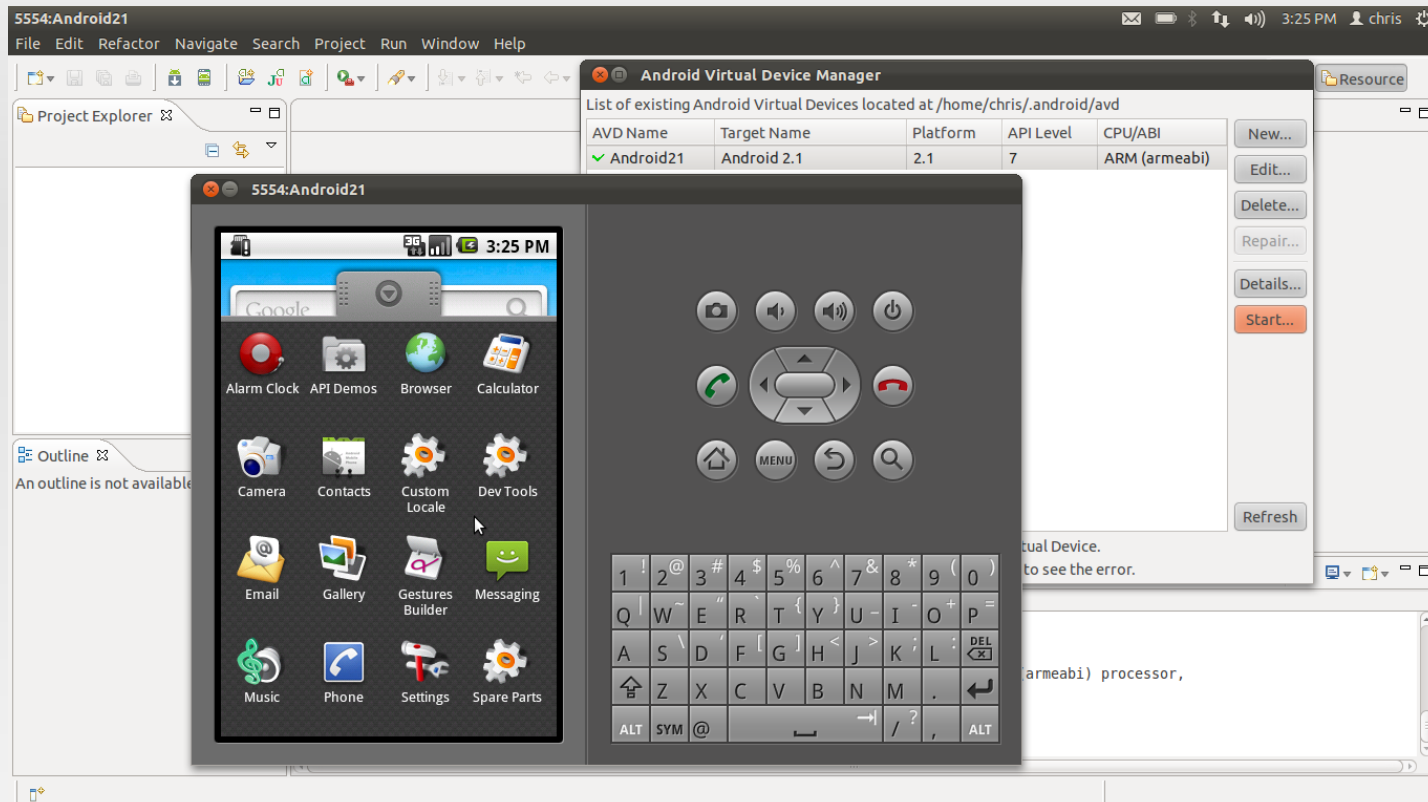 5554:Android21
3:25 PM chris
File Edit Refactor Navigate Search Project Run Window Help
Android Virtual Device Manager
Resource
Project Explorer
List of existing Android Virtual Devices located at /home/chris/.android/avd
AVD Name Target Name Platform API Level CPU/ABI
Android21 Android 2.1 2.1 7 ARM (armeabi)
New...
Edit...
Delete...
Repair...
Details...
Start...
Refresh
5554:Android21
3G 3:25 PM
Google
Alarm Clock API Demos Browser Calculator
Camera Contacts Custom Locale Dev Tools
Email Gallery Gestures Builder Messaging
Music Phone Settings Spare Parts
MENU
1 ! 2 @ 3 # 4 $ 5 % 6 ^ 7 & 8 * 9 ( 0 )
Q | W ~ E " R ` T { Y } U _ I - O + P =
A S \ D ' F [ G ] H < J > K ; L : DEL
Z X C V B N M .
ALT SYM @ / ? , ALT
Outline
An outline is not available
tual Device.
to see the error.
armeabi) processor,